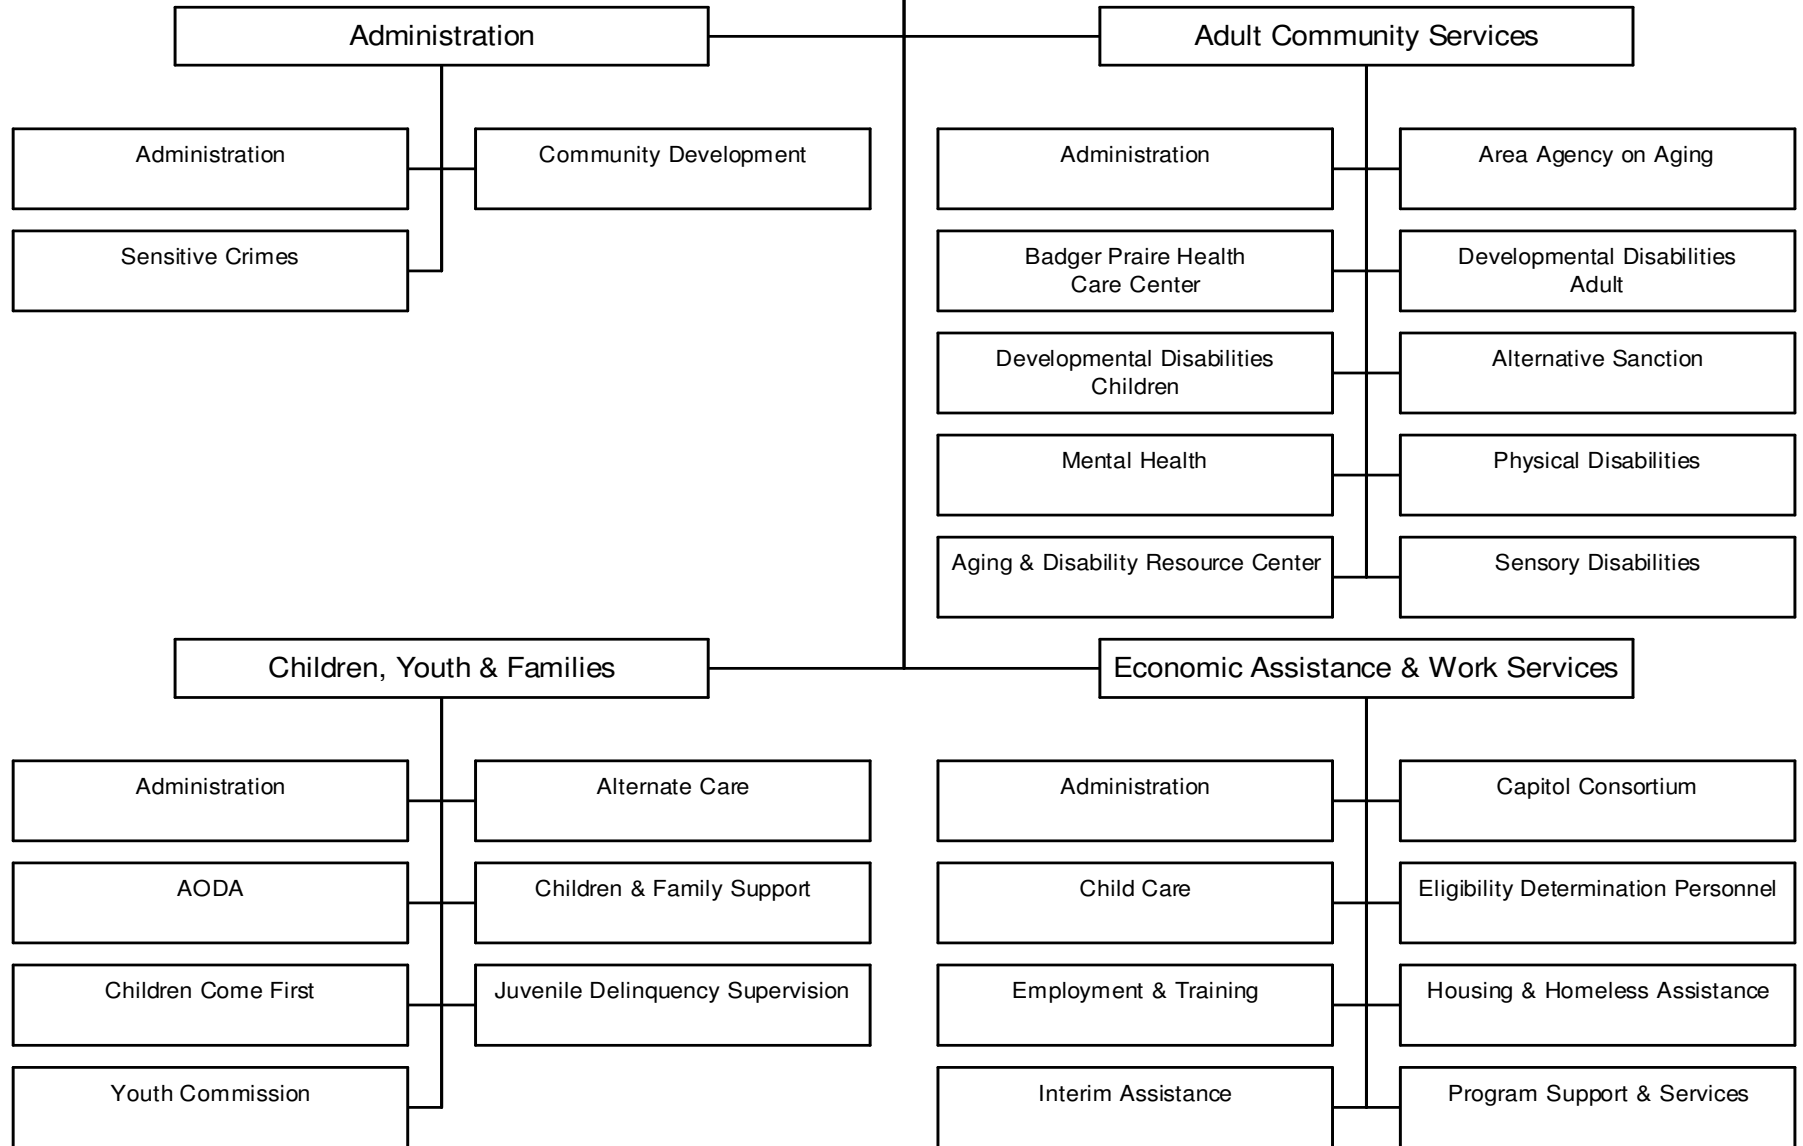 Administration
Adult Community Services
Administration
Community Development
Administration
Area Agency on Aging
Sensitive Crimes
Badger Praire Health
Care Center
Developmental Disabilities
Adult
Developmental Disabilities
Children
Alternative Sanction
Mental Health
Physical Disabilities
Aging & Disability Resource Center
Sensory Disabilities
Children, Youth & Families
Economic Assistance & Work Services
Administration
Alternate Care
Administration
Capitol Consortium
AODA
Children & Family Support
Child Care
Eligibility Determination Personnel
Children Come First
Juvenile Delinquency Supervision
Employment & Training
Housing & Homeless Assistance
Youth Commission
Interim Assistance
Program Support & Services